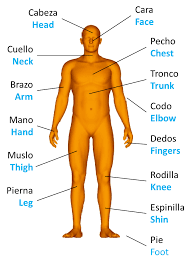 Cabeza
Head
Cara
Face
Cuello
Neck
Pecho
Chest
Brazo
Arm
Tronco
Trunk
Mano
Hand
Codo
Elbow
Muslo
Thigh
Dedos
Fingers
Pierna
Leg
Rodilla
Knee
Espinilla
Shin
Pie
Foot